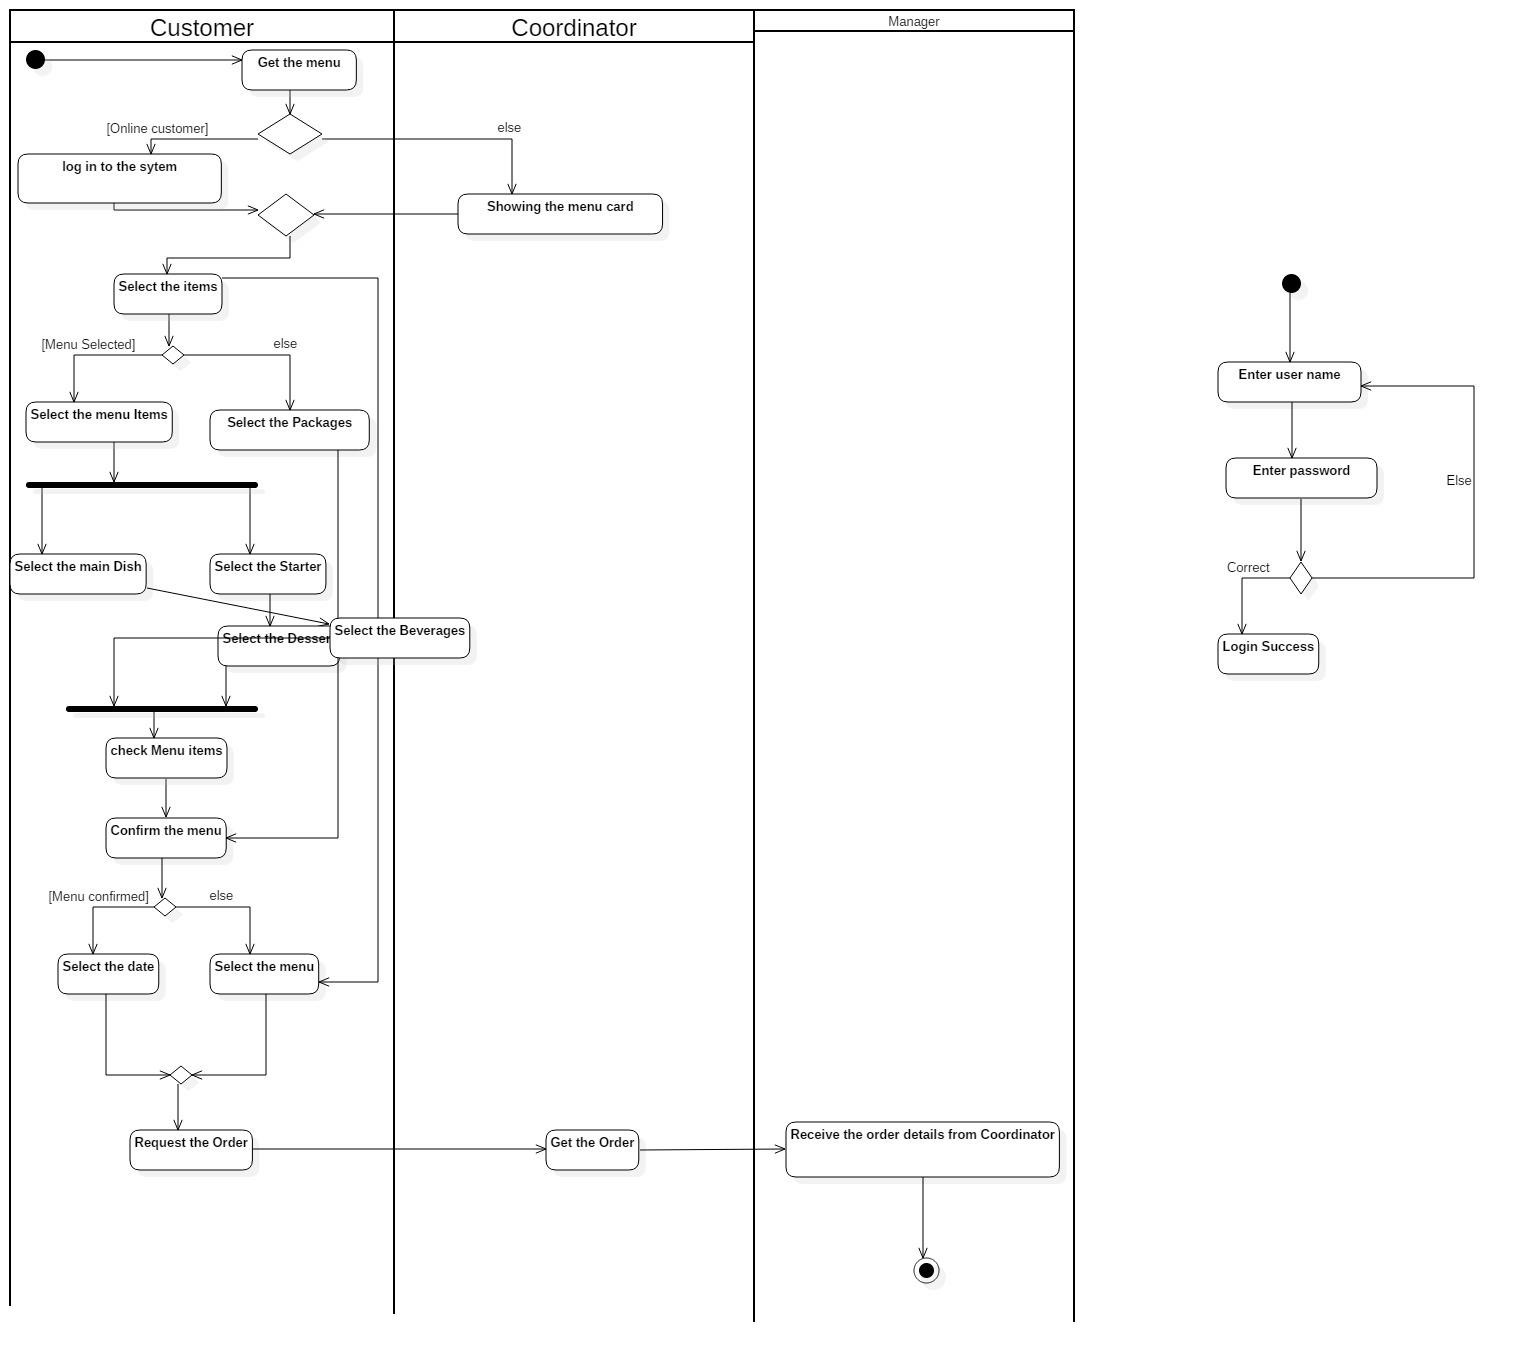 Customer
Coordinator
Manager
Get the menu
[Online customer]
else
log in to the sytem
Showing the menu card
Select the items
[Menu Selected]
else
Select the menu Items
Select the Packages
Select the main Dish
Select the Starter
Select the Desser
Select the Beverages
check Menu items
Confirm the menu
[Menu confirmed]
else
Select the date
Select the menu
Request the Order
Get the Order
Receive the order details from Coordinator
Enter user name
Enter password
Else
Correct
Login Success